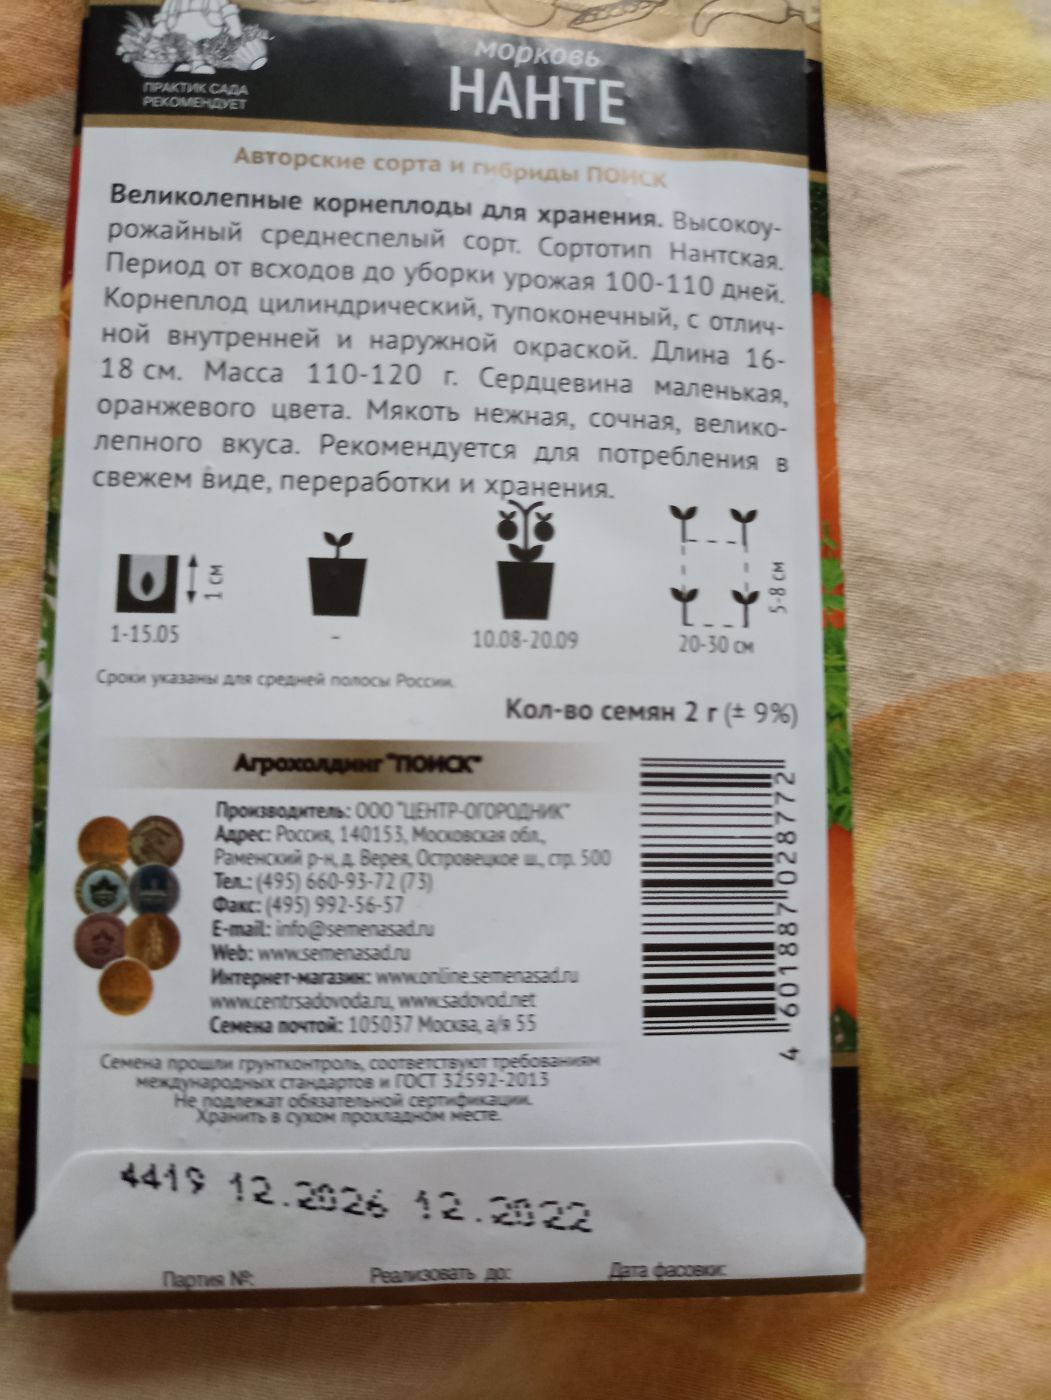 ПРАКТИК САДА
РЕКОМЕНДУЕТ
морковь
НАНТЕ
Авторские сорта и гибриды ПОИСК
Великолепные корнеплоды для хранения. Высокоу-
рожайный среднеспелый сорт. Сортотип Нантская.
Период от всходов до уборки урожая 100-110 дней.
Корнеплод цилиндрический, тупоконечный, с отлич-
ной внутренней и наружной окраской. Длина 16-
18 см. Масса 110-120 г. Сердцевина маленькая,
оранжевого цвета. Мякоть нежная, сочная, велико-
лепного вкуса. Рекомендуется для потребления в
свежем виде, переработки и хранения.
1 см
5-8 см
1-15.05
–
10.08-20.09
20-30 см
Сроки указаны для средней полосы России.
Кол-во семян 2 г (± 9%)
Агрохолдинг "ПОИСК"
Производитель: ООО "ЦЕНТР-ОГОРОДНИК"
Адрес: Россия, 140153, Московская обл.,
Раменский р-н, д. Верея, Островецкое ш., стр. 500
Тел.: (495) 660-93-72 (73)
Факс: (495) 992-56-57
E-mail: info@semenasad.ru
Web: www.semenasad.ru
Интернет-магазин: www.online.semenasad.ru
www.centrsadovoda.ru, www.sadovod.net
Семена почтой: 105037 Москва, а/я 55
4 601887 028772
Семена прошли грунтконтроль, соответствуют требованиям
международных стандартов и ГОСТ 32592-2013
Не подлежат обязательной сертификации.
Хранить в сухом прохладном месте.
4419 12.2026 12.2022
Партия №: Реализовать до: Дата фасовки: